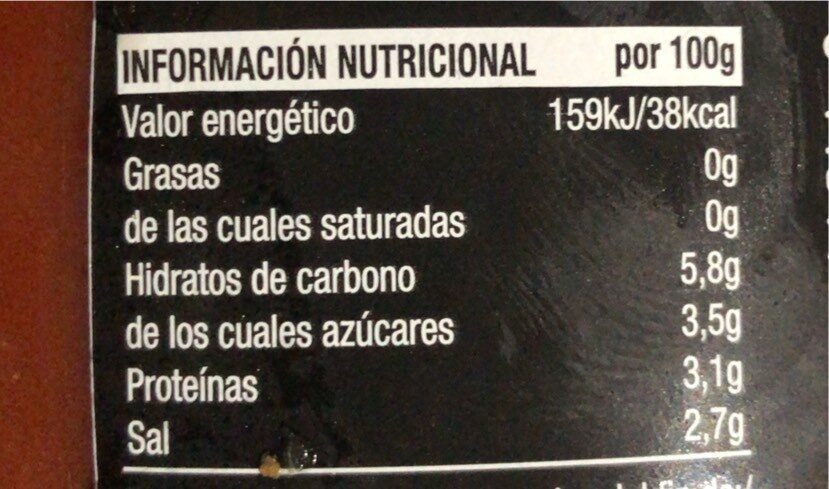 INFORMACIÓN NUTRICIONAL por 100g
Valor energético 159kJ/38kcal
Grasas 0g
de las cuales saturadas 0g
Hidratos de carbono 5,8g
de los cuales azúcares 3,5g
Proteínas 3,1g
Sal 2,7g